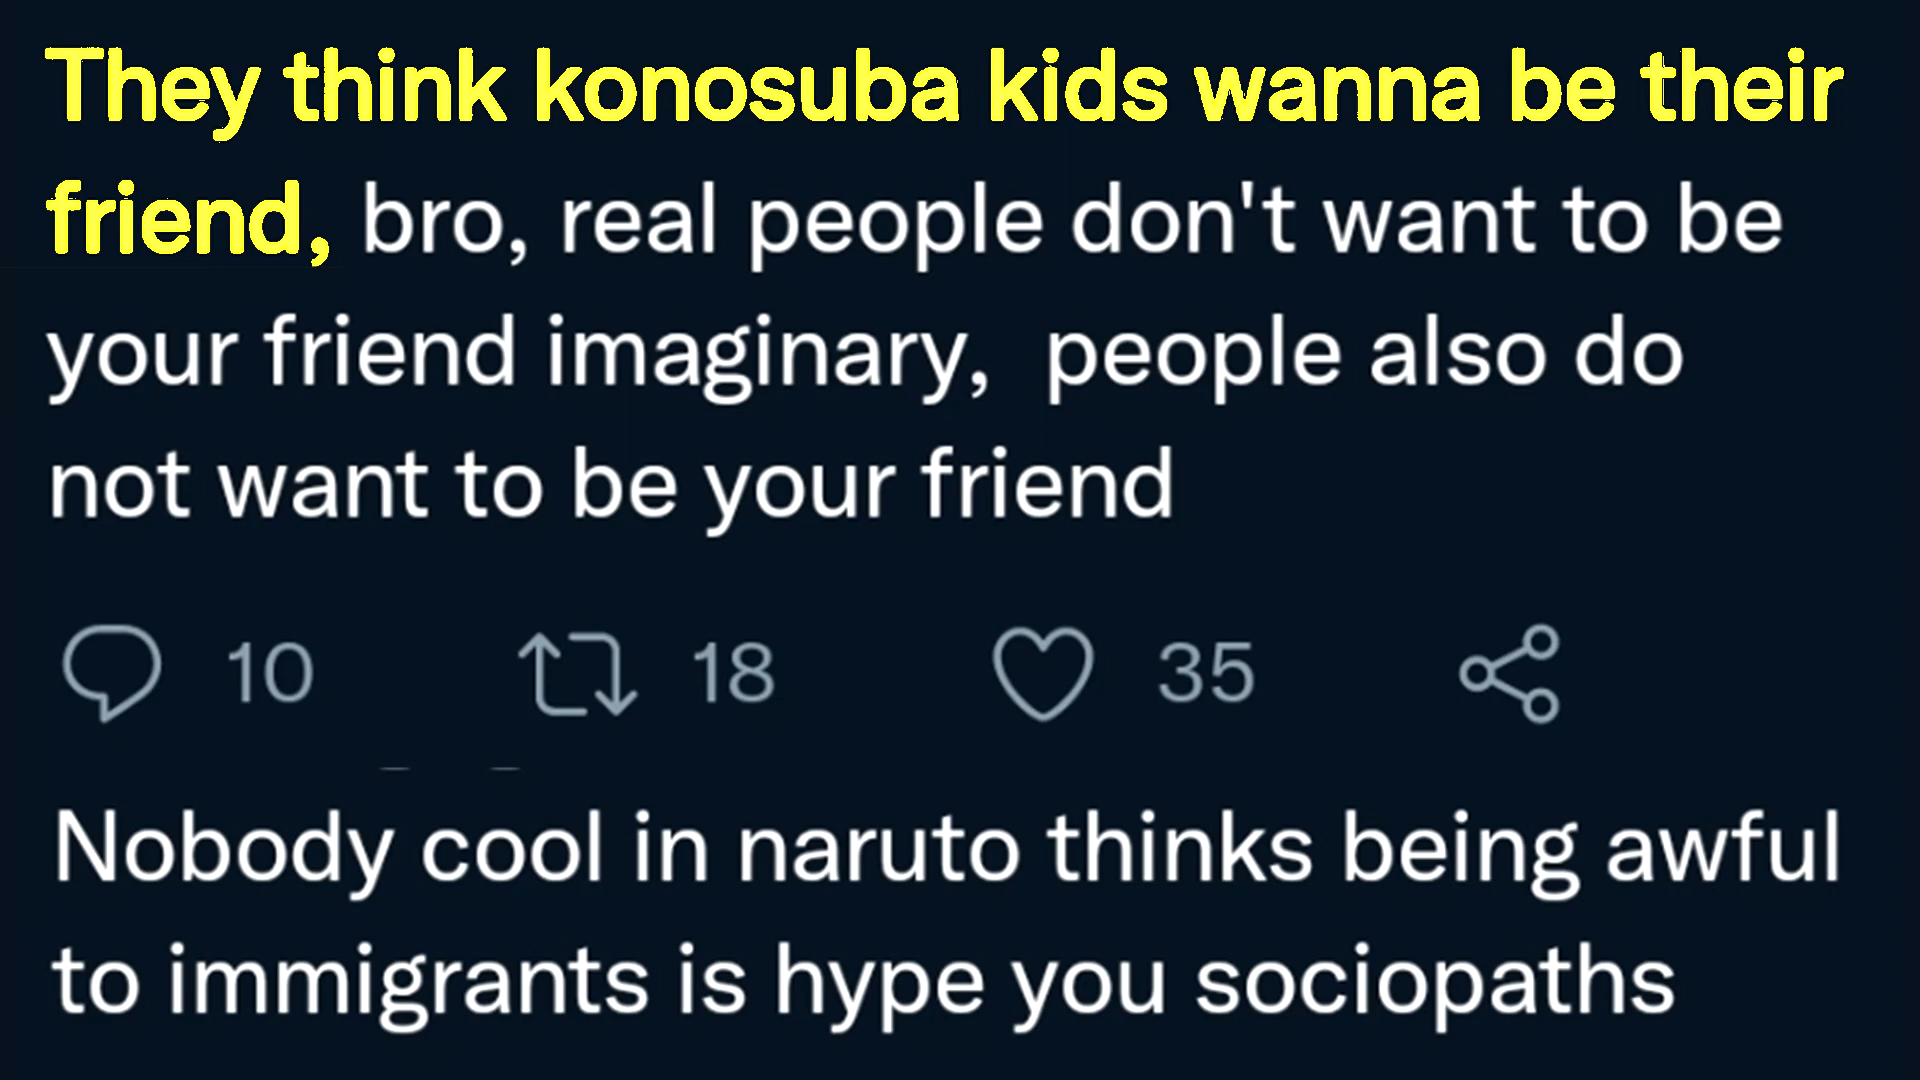 They think konosuba kids wanna be their
friend, bro, real people don't want to be
your friend imaginary,  people also do
not want to be your friend
10 18 35
Nobody cool in naruto thinks being awful
to immigrants is hype you sociopaths